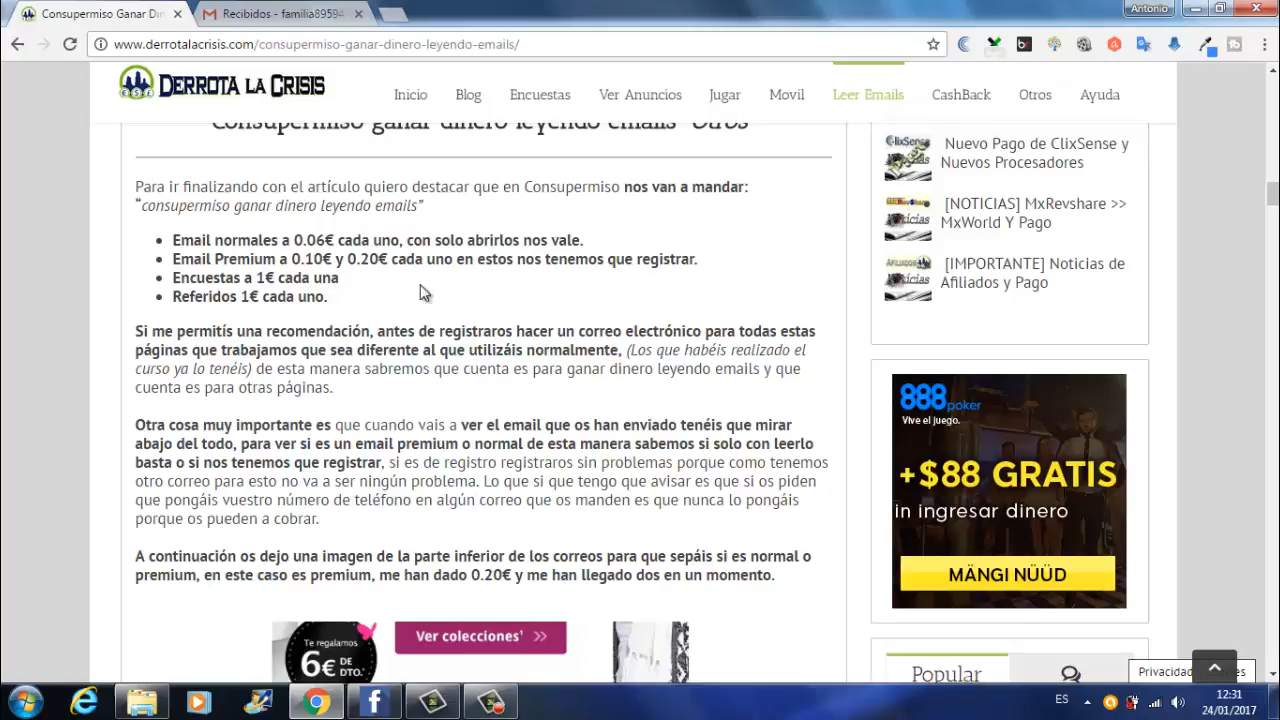 Consupermiso Ganar Din
Recibidos - familia89594
Antonio
www.derrotalacrisis.com/consupermiso-ganar-dinero-leyendo-emails/
DERROTA LA CRISIS
Inicio
Blog
Encuestas
Ver Anuncios
Jugar
Movil
Leer Emails
CashBack
Otros
Ayuda
Consupermiso ganar dinero leyendo emails "Otros"
Para ir finalizando con el artículo quiero destacar que en Consupermiso nos van a mandar:
"consupermiso ganar dinero leyendo emails"
Email normales a 0.06€ cada uno, con solo abrirlos nos vale.
Email Premium a 0.10€ y 0.20€ cada uno en estos nos tenemos que registrar.
Encuestas a 1€ cada una
Referidos 1€ cada uno.
Si me permitís una recomendación, antes de registraros hacer un correo electrónico para todas estas
páginas que trabajamos que sea diferente al que utilizáis normalmente, (Los que habéis realizado el
curso ya lo tenéis) de esta manera sabremos que cuenta es para ganar dinero leyendo emails y que
cuenta es para otras páginas.
Otra cosa muy importante es que cuando vais a ver el email que os han enviado tenéis que mirar
abajo del todo, para ver si es un email premium o normal de esta manera sabemos si solo con leerlo
basta o si nos tenemos que registrar, si es de registro registraros sin problemas porque como tenemos
otro correo para esto no va a ser ningún problema. Lo que si que tengo que avisar es que si os piden
que pongáis vuestro número de teléfono en algún correo que os manden es que nunca lo pongáis
porque os pueden a cobrar.
A continuación os dejo una imagen de la parte inferior de los correos para que sepáis si es normal o
premium, en este caso es premium, me han dado 0.20€ y me han llegado dos en un momento.
Te regalamos
6€ DE
DTO.
Ver colecciones¹ >>
Nuevo Pago de ClixSense y
Nuevos Procesadores
[NOTICIAS] MxRevshare >>
MxWorld Y Pago
[IMPORTANTE] Noticias de
Afiliados y Pago
888poker
Vive el juego.
+$88 GRATIS
in ingresar dinero
MÄNGI NÜÜD
Popular
ES
12:31
24/01/2017